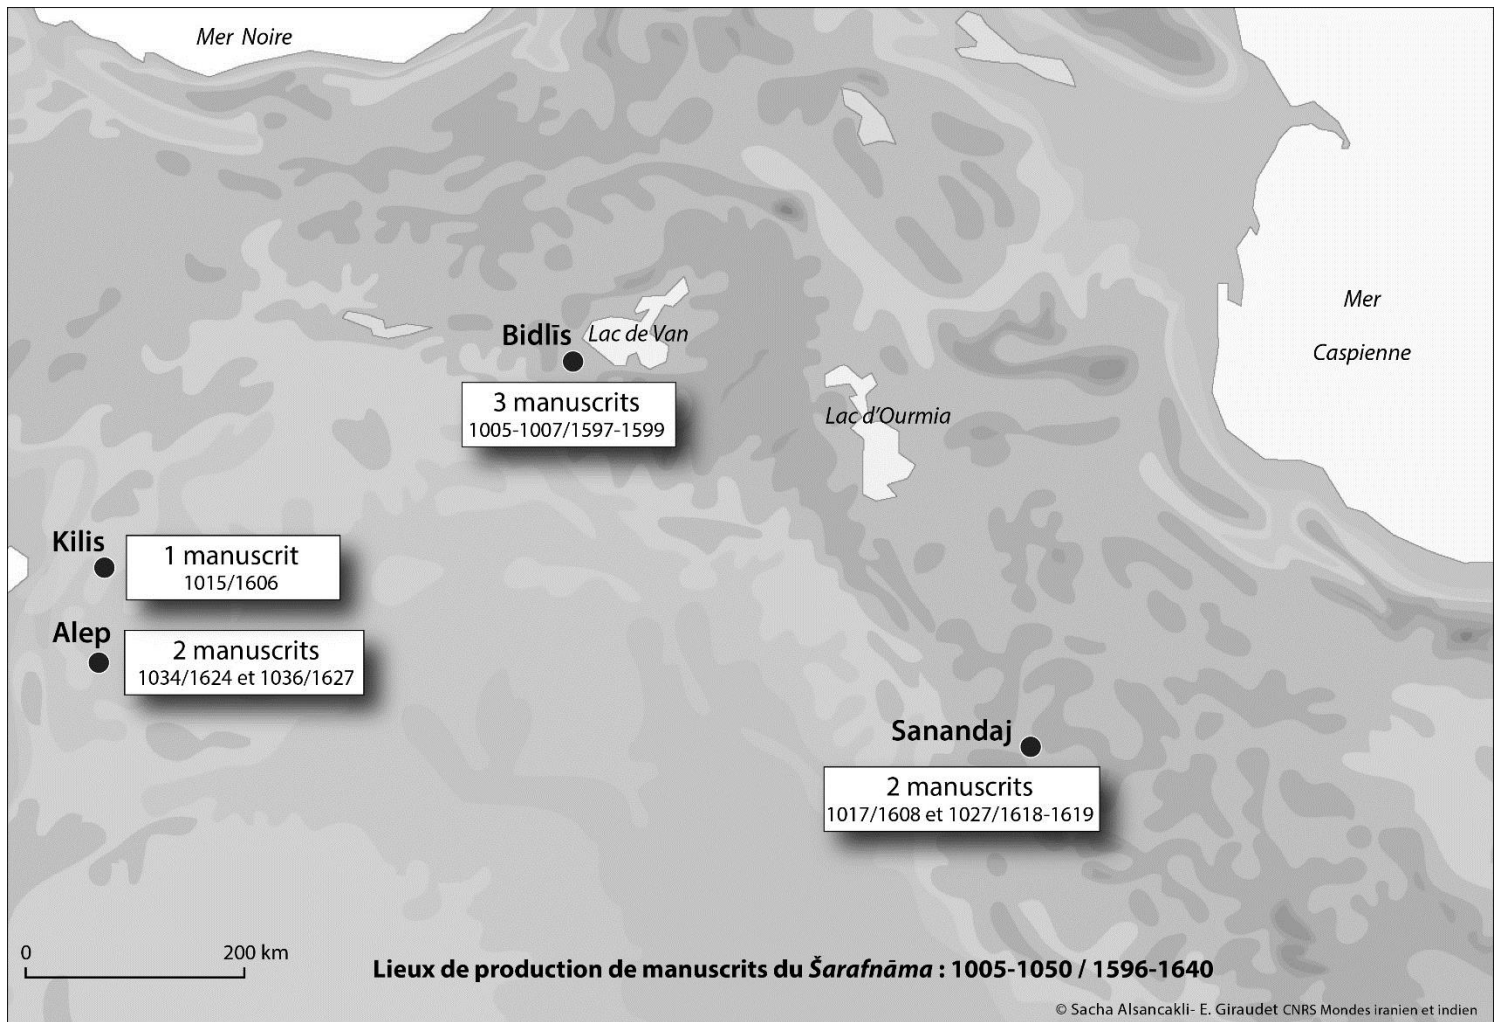 Mer Noire
Mer
Caspienne
Bidlīs
Lac de Van
3 manuscrits
1005-1007/1597-1599
Lac d'Ourmia
Kilis
1 manuscrit
1015/1606
Alep
2 manuscrits
1034/1624 et 1036/1627
Sanandaj
2 manuscrits
1017/1608 et 1027/1618-1619
0
200 km
Lieux de production de manuscrits du Šarafnāma : 1005-1050 / 1596-1640
© Sacha Alsancakli- E. Giraudet CNRS Mondes iranien et indien